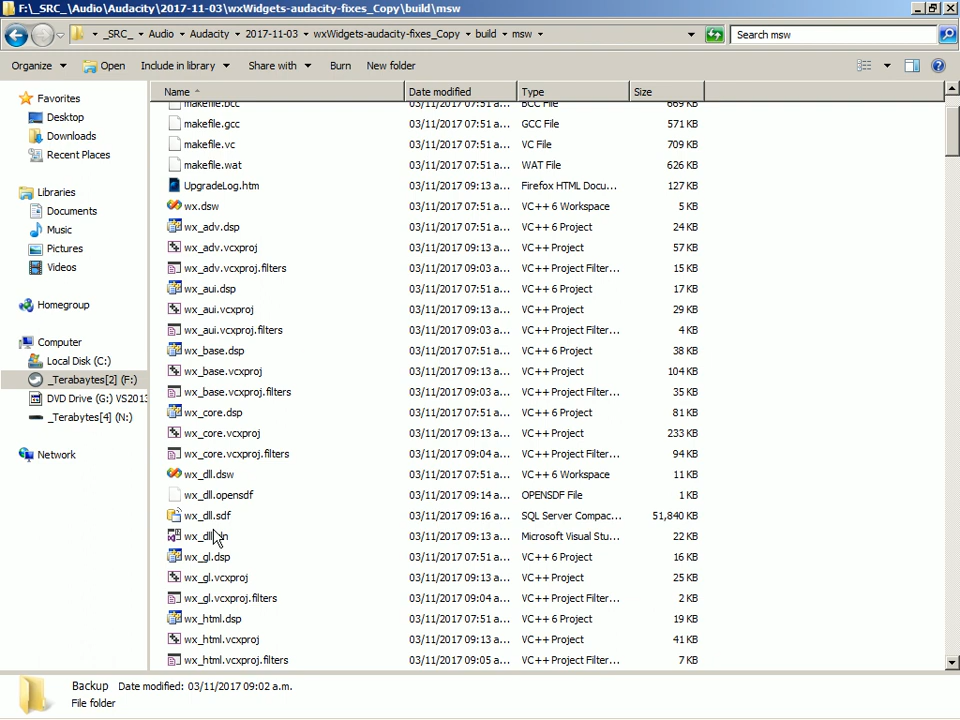 F:\_SRC_\Audio\Audacity\2017-11-03\wxWidgets-audacity-fixes_Copy\build\msw
_SRC_ Audio Audacity 2017-11-03 wxWidgets-audacity-fixes_Copy build msw Search msw
Organize Open Include in library Share with Burn New folder
Name Date modified Type Size
Favorites
Desktop
Downloads
Recent Places
Libraries
Documents
Music
Pictures
Videos
Homegroup
Computer
Local Disk (C:)
_Terabaytes[2] (F:)
DVD Drive (G:) VS2013
_Terabytes[4] (N:)
Network
makefile.bcc 03/11/2017 07:51 a... BCC File 669 KB
makefile.gcc 03/11/2017 07:51 a... GCC File 571 KB
makefile.vc 03/11/2017 07:51 a... VC File 709 KB
makefile.wat 03/11/2017 07:51 a... WAT File 626 KB
UpgradeLog.htm 03/11/2017 09:13 a... Firefox HTML Docu... 127 KB
wx.dsw 03/11/2017 07:51 a... VC++ 6 Workspace 5 KB
wx_adv.dsp 03/11/2017 07:51 a... VC++ 6 Project 24 KB
wx_adv.vcxproj 03/11/2017 09:13 a... VC++ Project 57 KB
wx_adv.vcxproj.filters 03/11/2017 09:03 a... VC++ Project Filter... 15 KB
wx_aui.dsp 03/11/2017 07:51 a... VC++ 6 Project 17 KB
wx_aui.vcxproj 03/11/2017 09:13 a... VC++ Project 29 KB
wx_aui.vcxproj.filters 03/11/2017 09:03 a... VC++ Project Filter... 4 KB
wx_base.dsp 03/11/2017 07:51 a... VC++ 6 Project 38 KB
wx_base.vcxproj 03/11/2017 09:13 a... VC++ Project 104 KB
wx_base.vcxproj.filters 03/11/2017 09:03 a... VC++ Project Filter... 35 KB
wx_core.dsp 03/11/2017 07:51 a... VC++ 6 Project 81 KB
wx_core.vcxproj 03/11/2017 09:13 a... VC++ Project 233 KB
wx_core.vcxproj.filters 03/11/2017 09:04 a... VC++ Project Filter... 94 KB
wx_dll.dsw 03/11/2017 07:51 a... VC++ 6 Workspace 11 KB
wx_dll.opensdf 03/11/2017 09:14 a... OPENSDF File 1 KB
wx_dll.sdf 03/11/2017 09:16 a... SQL Server Compac... 51,840 KB
wx_dll.sln 03/11/2017 09:13 a... Microsoft Visual Stu... 22 KB
wx_gl.dsp 03/11/2017 07:51 a... VC++ 6 Project 16 KB
wx_gl.vcxproj 03/11/2017 09:13 a... VC++ Project 25 KB
wx_gl.vcxproj.filters 03/11/2017 09:04 a... VC++ Project Filter... 2 KB
wx_html.dsp 03/11/2017 07:51 a... VC++ 6 Project 19 KB
wx_html.vcxproj 03/11/2017 09:13 a... VC++ Project 41 KB
wx_html.vcxproj.filters 03/11/2017 09:05 a... VC++ Project Filter... 7 KB
Backup Date modified: 03/11/2017 09:02 a.m.
File folder